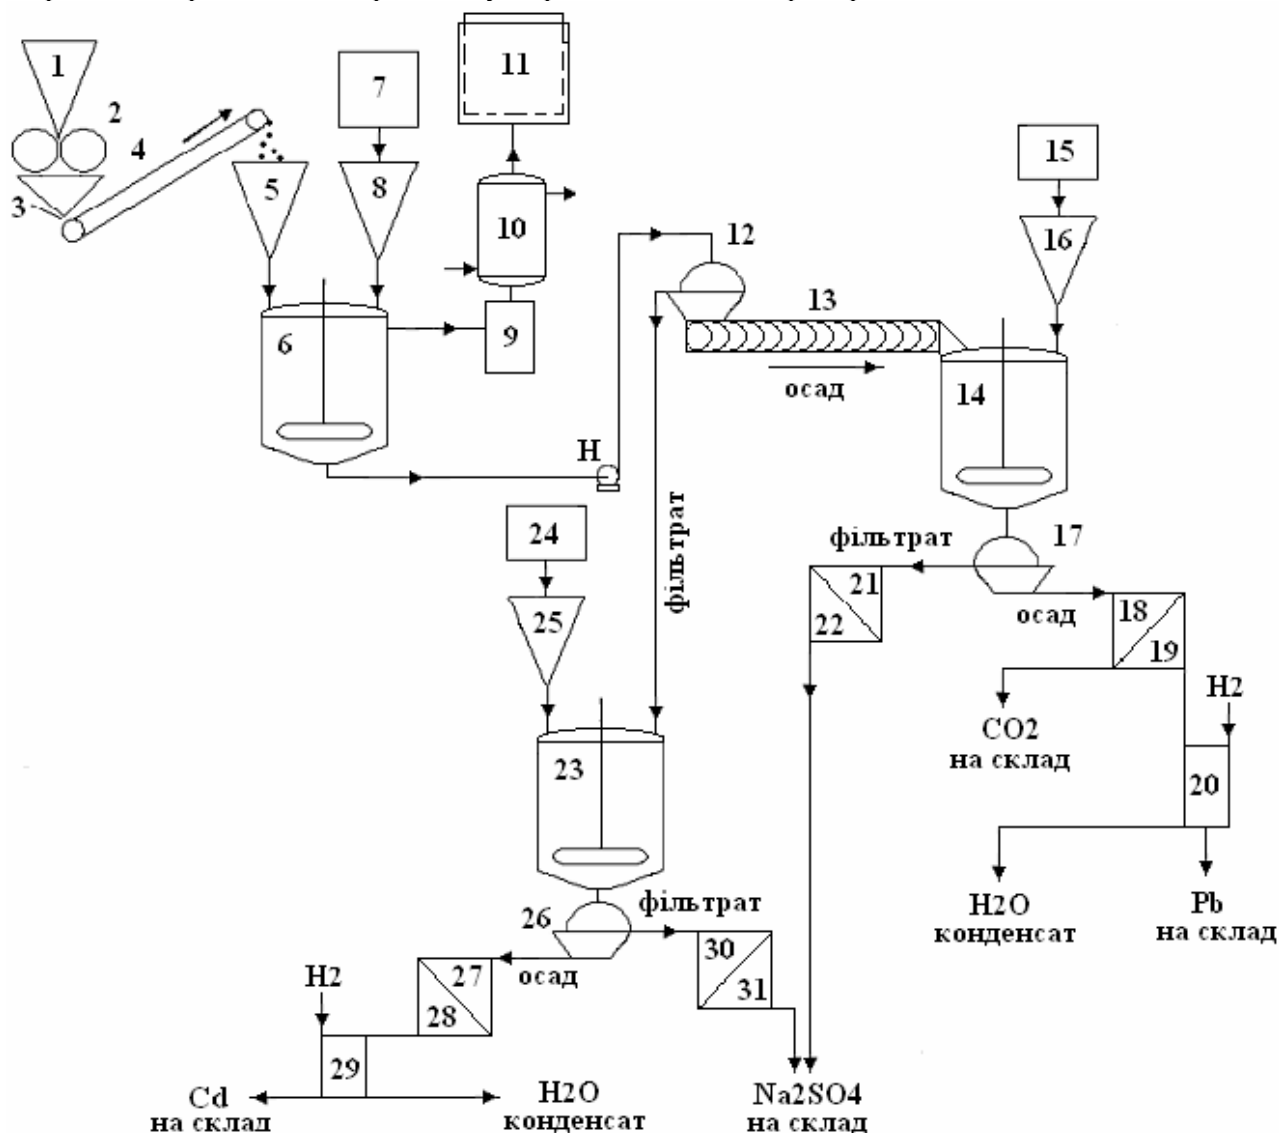 1
2
3
4
5
6
7
8
9
10
11
12
13
осад
14
15
16
Н
фільтрат
фільтрат
17
осад
21
22
18
19
CO2
на склад
H2
20
H2O
конденсат
Pb
на склад
24
25
23
26
фільтрат
осад
27
28
30
31
H2
29
Cd
на склад
H2O
конденсат
Na2SO4
на склад